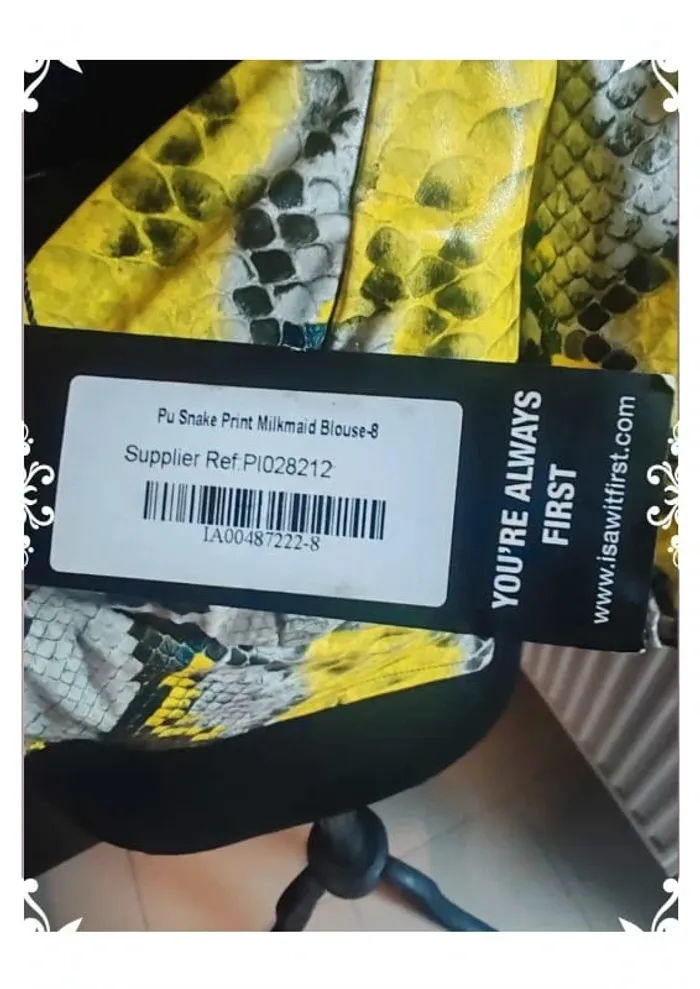 Pu Snake Print Milkmaid Blouse-8
Supplier Ref:PI028212
IA00487222-8
YOU'RE ALWAYS
FIRST
www.isawitfirst.com